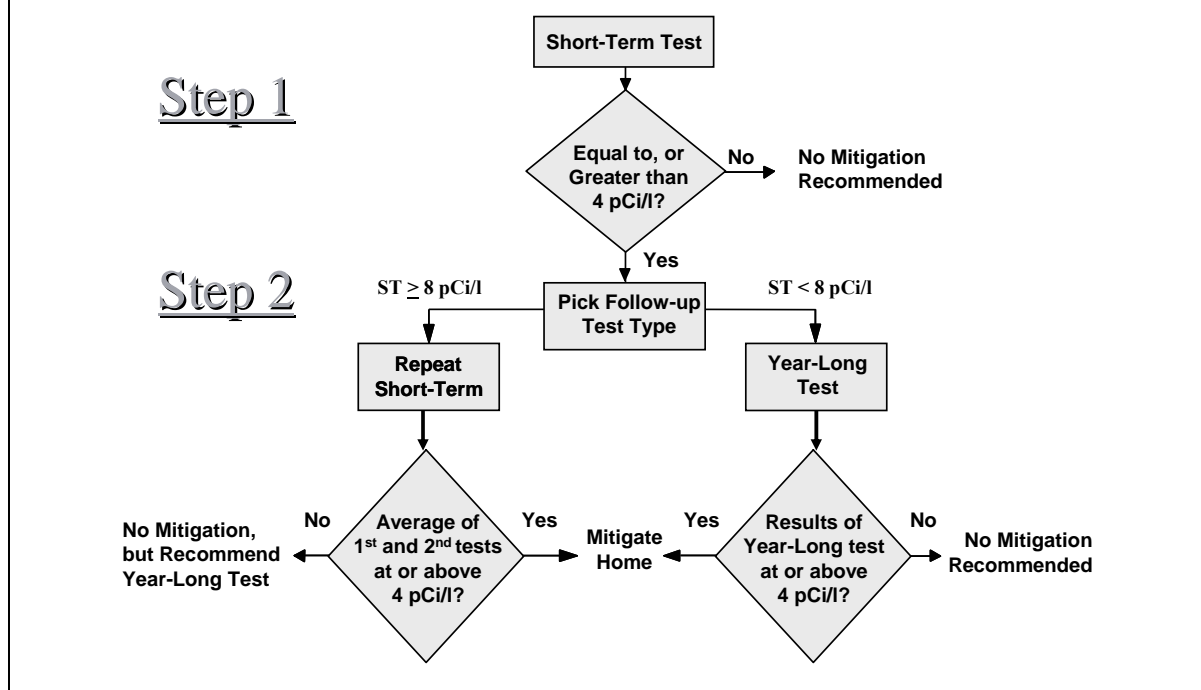 Short-Term Test
Step 1
Equal to, or
Greater than
4 pCi/l?
No
No Mitigation
Recommended
Yes
Step 2
ST ≥ 8 pCi/l
Pick Follow-up
Test Type
ST < 8 pCi/l
Repeat
Short-Term
Year-Long
Test
No Mitigation,
but Recommend
Year-Long Test
No
Average of
1st and 2nd tests
at or above
4 pCi/l?
Yes
Mitigate
Home
Yes
Results of
Year-Long test
at or above
4 pCi/l?
No
No Mitigation
Recommended